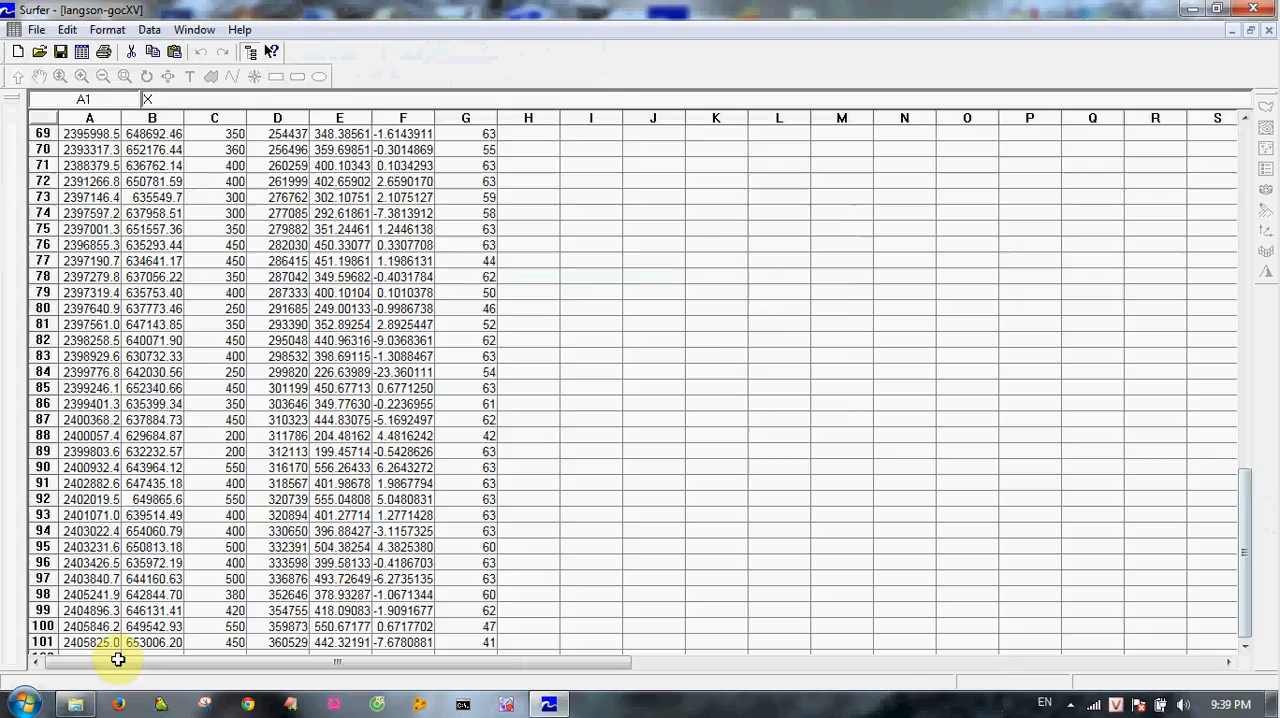 Surfer - [langson-gocXV]
File Edit Format Data Window Help
A1 X
A B C D E F G H I J K L M N O P Q R S
69 2395998.5 648692.46 350 254437 348.38561 -1.6143911 63
70 2393317.3 652176.44 360 256496 359.69851 -0.3014869 55
71 2388379.5 636762.14 400 260259 400.10343 0.1034293 63
72 2391266.8 650781.59 400 261999 402.65902 2.6590170 63
73 2397146.4 635549.7 300 276762 302.10751 2.1075127 59
74 2397597.2 637958.51 300 277085 292.61861 -7.3813912 58
75 2397001.3 651557.36 350 279882 351.24461 1.2446138 63
76 2396855.3 635293.44 450 282030 450.33077 0.3307708 63
77 2397190.7 634641.17 450 286415 451.19861 1.1986131 44
78 2397279.8 637056.22 350 287042 349.59682 -0.4031784 62
79 2397319.4 635753.40 400 287333 400.10104 0.1010378 50
80 2397640.9 637773.46 250 291685 249.00133 -0.9986738 46
81 2397561.0 647143.85 350 293390 352.89254 2.8925447 52
82 2398258.5 640071.90 450 295048 440.96316 -9.0368361 62
83 2398929.6 630732.33 400 298532 398.69115 -1.3088467 63
84 2399776.8 642030.56 250 299820 226.63989 -23.360111 54
85 2399246.1 652340.66 450 301199 450.67713 0.6771250 63
86 2399401.3 635399.34 350 303646 349.77630 -0.2236955 61
87 2400368.2 637884.73 450 310323 444.83075 -5.1692497 62
88 2400057.4 629684.87 200 311786 204.48162 4.4816242 42
89 2399803.6 632232.57 200 312113 199.45714 -0.5428626 63
90 2400932.4 643964.12 550 316170 556.26433 6.2643272 63
91 2402882.6 647435.18 400 318567 401.98678 1.9867794 63
92 2402019.5 649865.6 550 320739 555.04808 5.0480831 63
93 2401071.0 639514.49 400 320894 401.27714 1.2771428 63
94 2403022.4 654060.79 400 330650 396.88427 -3.1157325 63
95 2403231.6 650813.18 500 332391 504.38254 4.3825380 60
96 2403426.5 635972.19 400 333598 399.58133 -0.4186703 63
97 2403840.7 644160.63 500 336876 493.72649 -6.2735135 63
98 2405241.9 642844.70 380 352646 378.93287 -1.0671344 60
99 2404896.3 646131.41 420 354755 418.09083 -1.9091677 62
100 2405846.2 649542.93 550 359873 550.67177 0.6717702 47
101 2405825.0 653006.20 450 360529 442.32191 -7.6780881 41
EN 9:39 PM